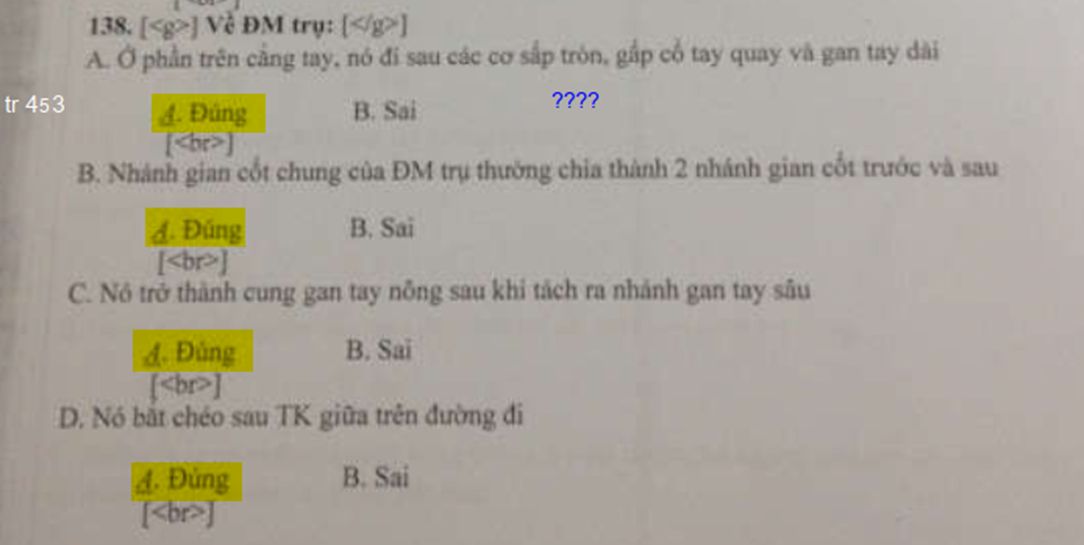 138. [<g>] Về ĐM trụ: [</g>]
A. Ở phần trên cẳng tay, nó đi sau các cơ sấp tròn, gấp cổ tay quay và gan tay dài
tr 453
A. Đúng B. Sai ????
[<br>]
B. Nhánh gian cốt chung của ĐM trụ thường chia thành 2 nhánh gian cốt trước và sau
A. Đúng B. Sai
[<br>]
C. Nó trở thành cung gan tay nông sau khi tách ra nhánh gan tay sâu
A. Đúng B. Sai
[<br>]
D. Nó bắt chéo sau TK giữa trên đường đi
A. Đúng B. Sai
[<br>]